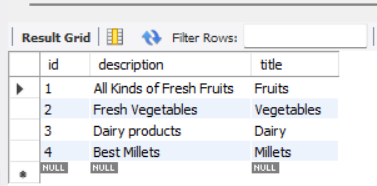 Result Grid Filter Rows:
id description title
1 All Kinds of Fresh Fruits Fruits
2 Fresh Vegetables Vegetables
3 Dairy products Dairy
4 Best Millets Millets
NULL NULL NULL